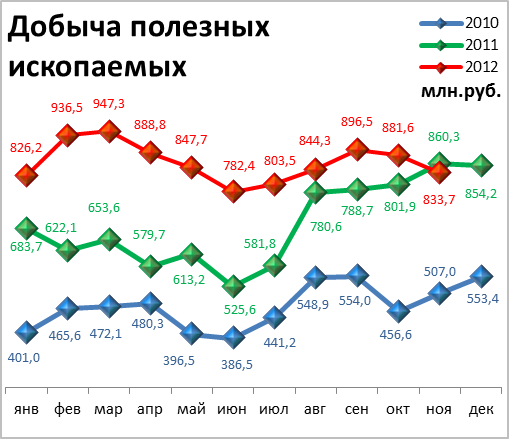 Добыча полезных
ископаемых
2010
2011
2012
млн.руб.
826,2 936,5 947,3 888,8 847,7 782,4 803,5 844,3 896,5 881,6 833,7
683,7 622,1 653,6 579,7 613,2 525,6 581,8 780,6 788,7 801,9 860,3 854,2
401,0 465,6 472,1 480,3 396,5 386,5 441,2 548,9 554,0 456,6 507,0 553,4
янв фев мар апр май июн июл авг сен окт ноя дек